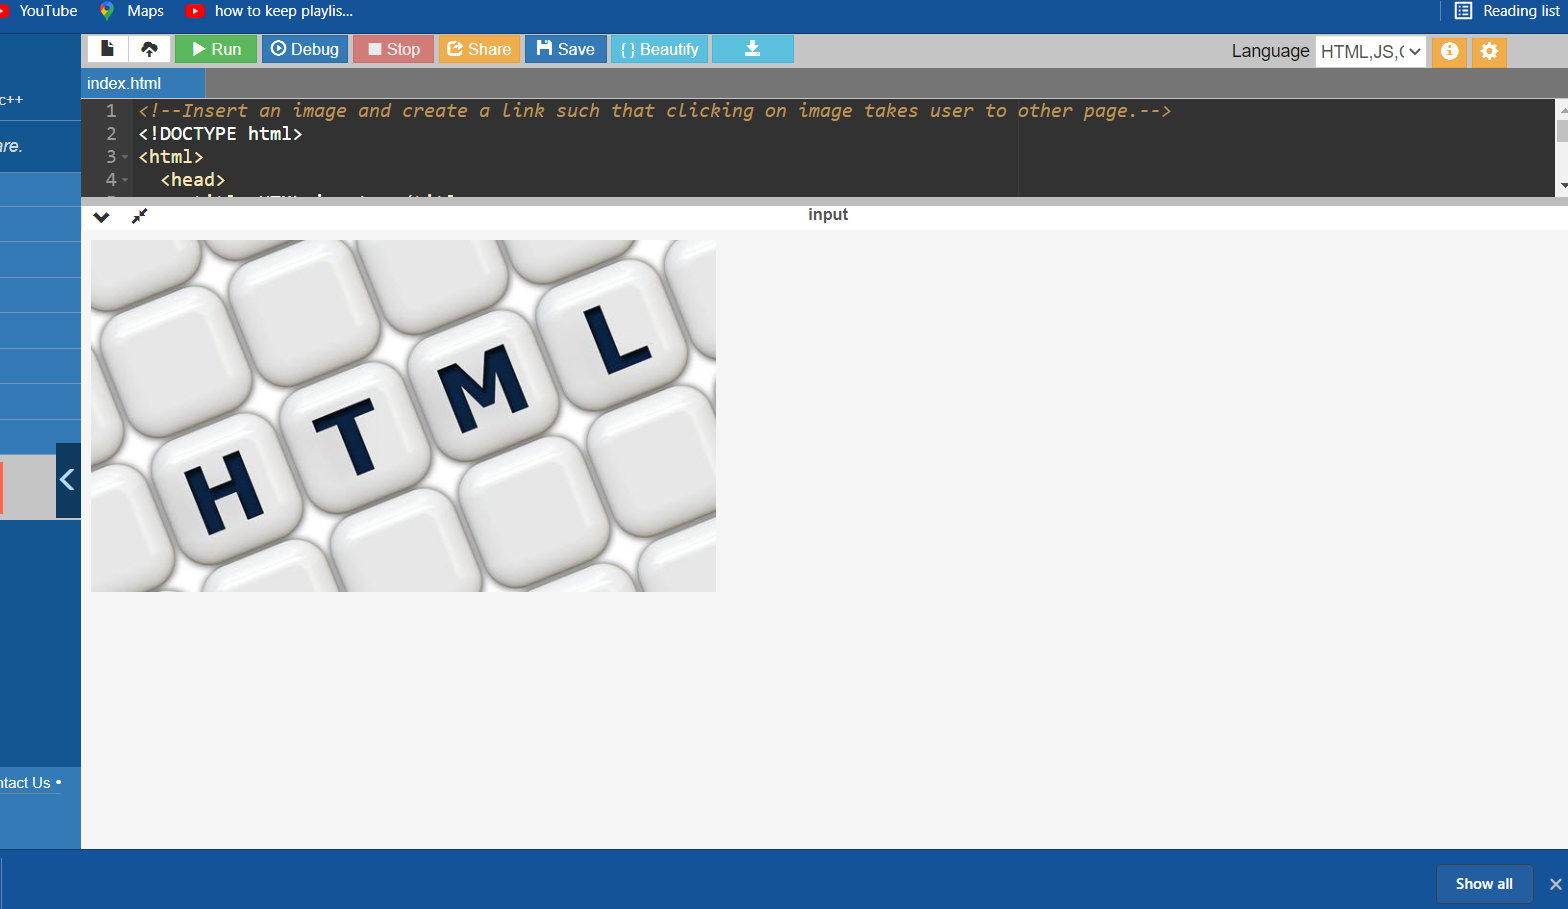 YouTube Maps how to keep playlis... Reading list
Run Debug Stop Share Save { } Beautify Language HTML,JS,
index.html
c++
1 <!--Insert an image and create a link such that clicking on image takes user to other page.-->
2 <!DOCTYPE html>
are.
3 <html>
4 <head>
input
HTML
ntact Us •
Show all